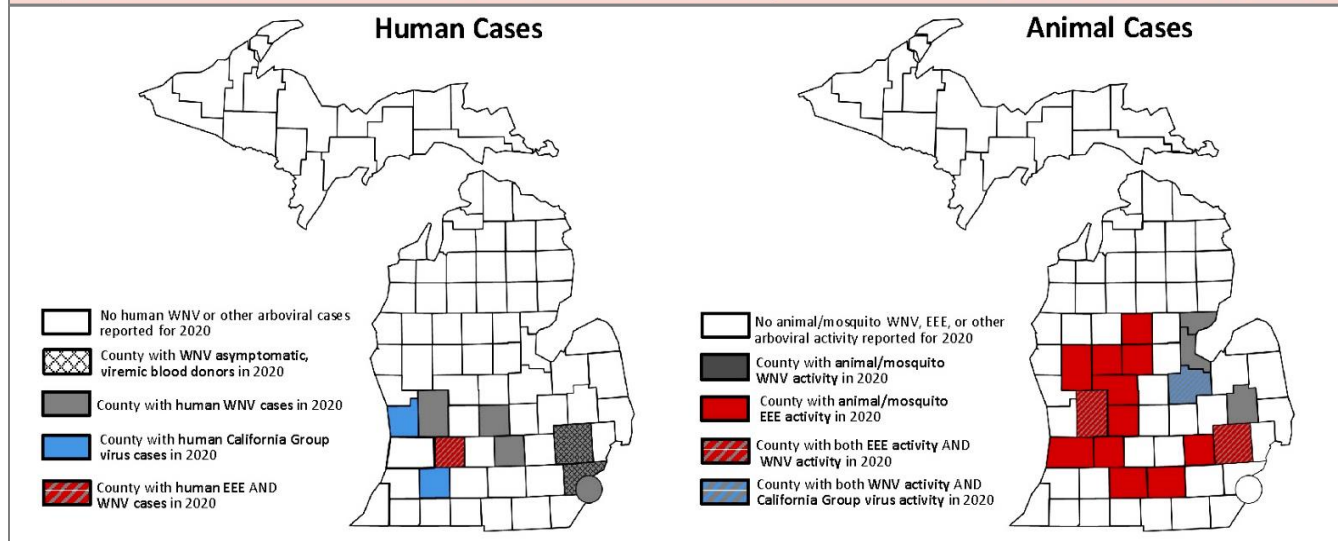 Human Cases
No human WNV or other arboviral cases
reported for 2020
County with WNV asymptomatic,
viremic blood donors in 2020
County with human WNV cases in 2020
County with human California Group
virus cases in 2020
County with human EEE AND
WNV cases in 2020
Animal Cases
No animal/mosquito WNV, EEE, or other
arboviral activity reported for 2020
County with animal/mosquito
WNV activity in 2020
County with animal/mosquito
EEE activity in 2020
County with both EEE activity AND
WNV activity in 2020
County with both WNV activity AND
California Group virus activity in 2020